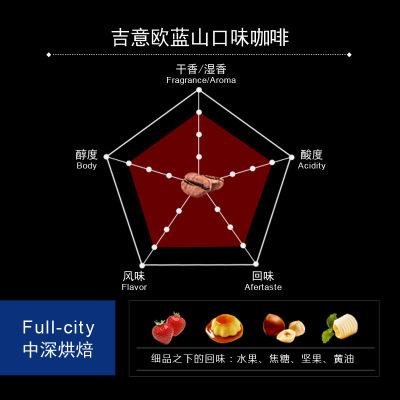 吉意欧蓝山口味咖啡
干香/湿香
Fragrance/Aroma
醇度
Body
酸度
Acidity
风味
Flavor
回味
Afertaste
Full-city
中深烘焙
细品之下的回味：水果、焦糖、坚果、黄油